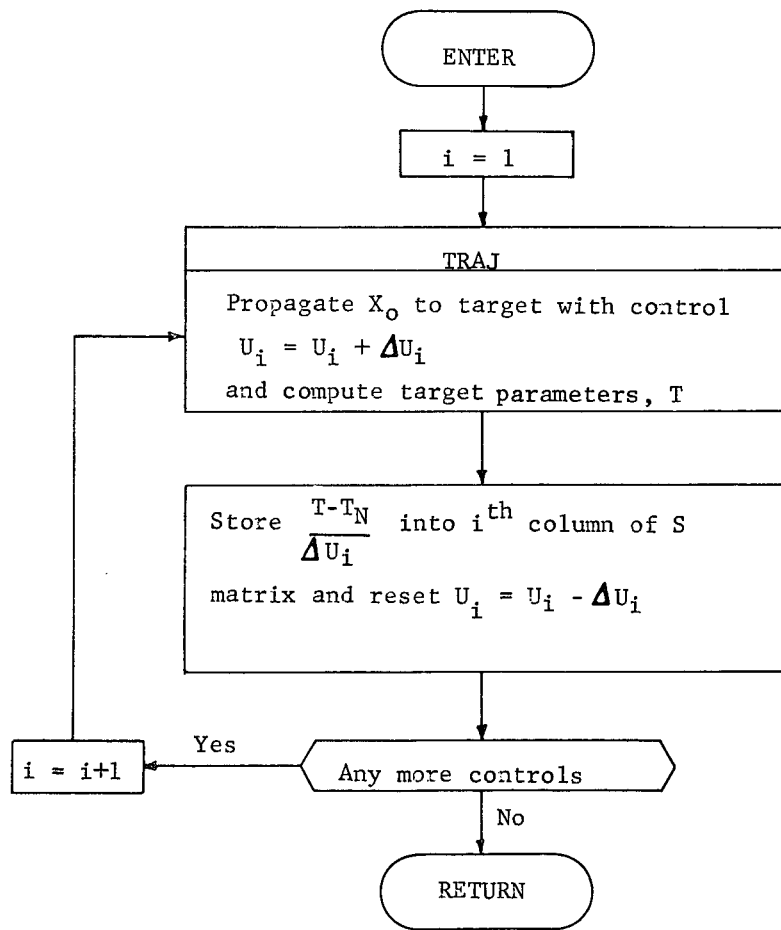 ENTER
i = 1
TRAJ
Propagate X_o to target with control
U_i = U_i + ΔU_i
and compute target parameters, T
Store (T-T_N)/(ΔU_i) into i^th column of S
matrix and reset U_i = U_i - ΔU_i
Yes
i = i+1
Any more controls
No
RETURN